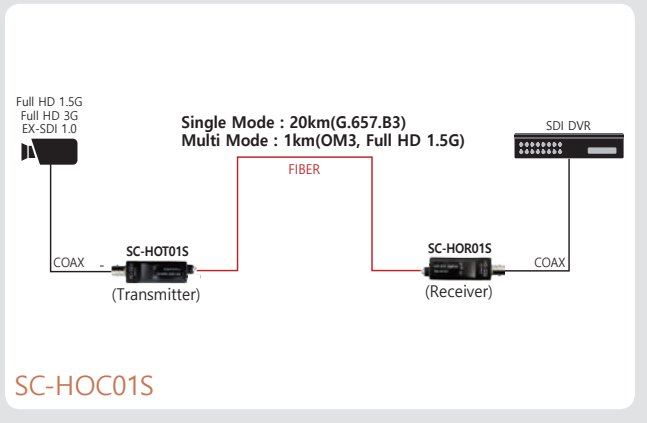 Full HD 1.5G
Full HD 3G
EX-SDI 1.0
Single Mode : 20km(G.657.B3)
Multi Mode : 1km(OM3, Full HD 1.5G)
SDI DVR
FIBER
SC-HOT01S
SC-HOR01S
COAX -
COAX
(Transmitter)
(Receiver)
SC-HOC01S